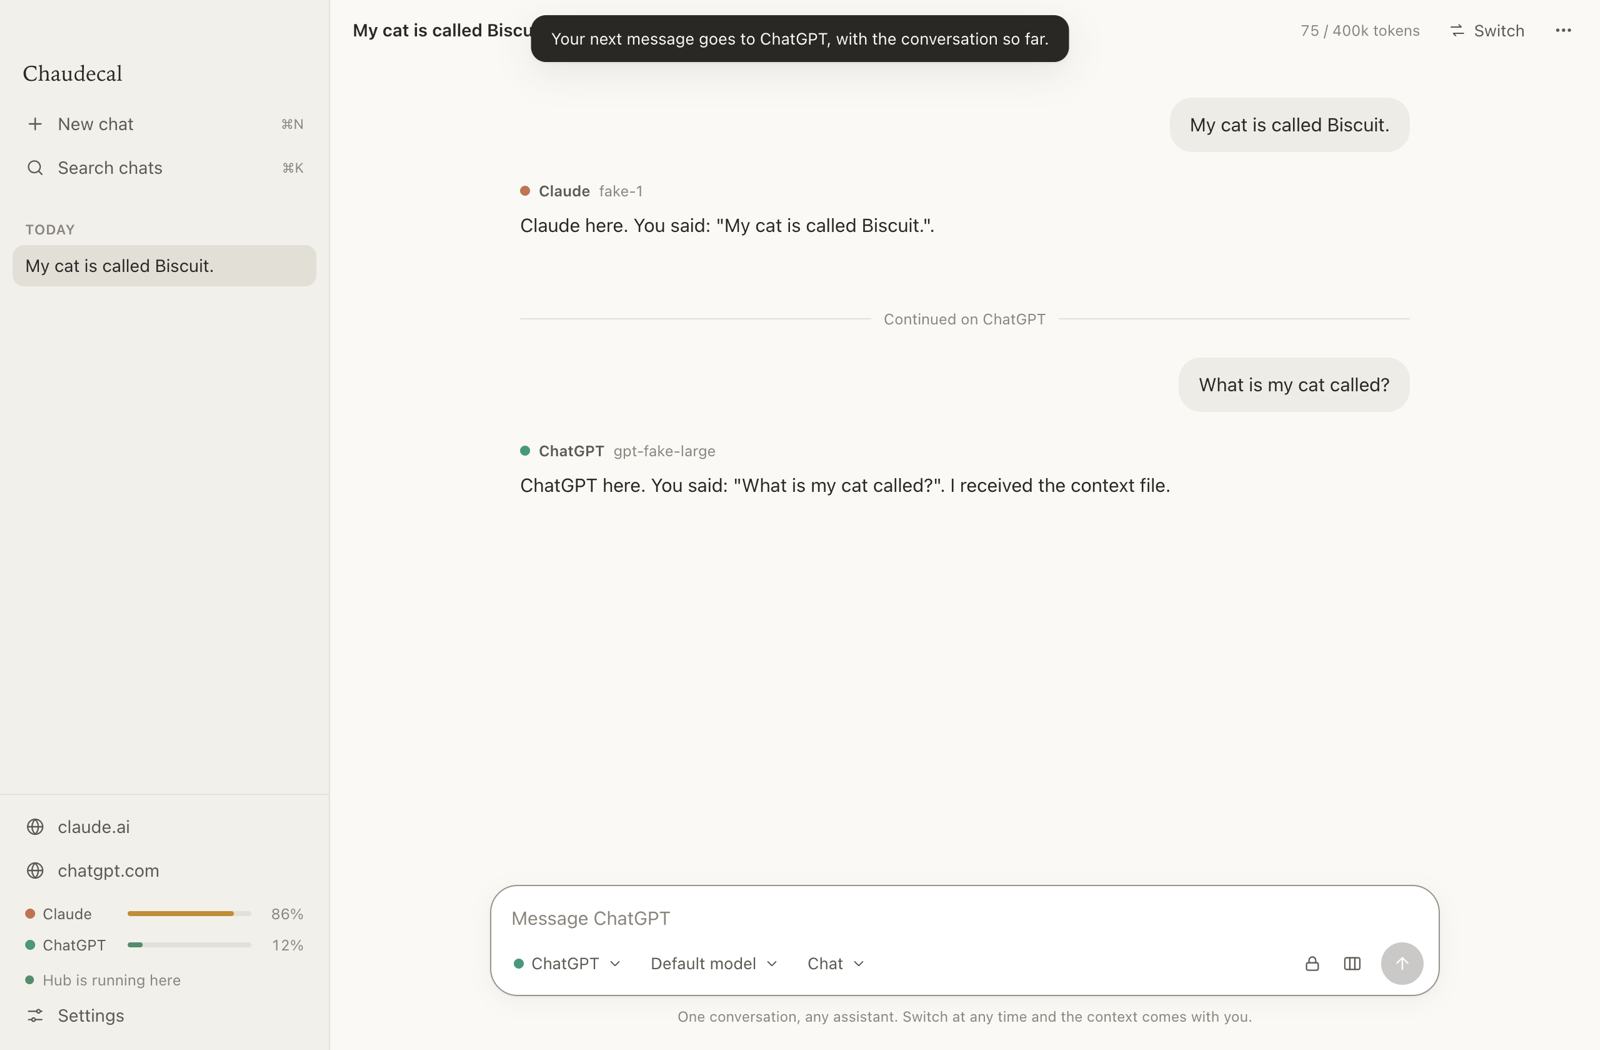 Chaudecal
New chat ⌘N
Search chats ⌘K
TODAY
My cat is called Biscuit.
claude.ai
chatgpt.com
Claude 86%
ChatGPT 12%
Hub is running here
Settings
My cat is called Biscu
Your next message goes to ChatGPT, with the conversation so far.
75 / 400k tokens
Switch
My cat is called Biscuit.
Claude fake-1
Claude here. You said: "My cat is called Biscuit.".
Continued on ChatGPT
What is my cat called?
ChatGPT gpt-fake-large
ChatGPT here. You said: "What is my cat called?". I received the context file.
Message ChatGPT
ChatGPT Default model Chat
One conversation, any assistant. Switch at any time and the context comes with you.